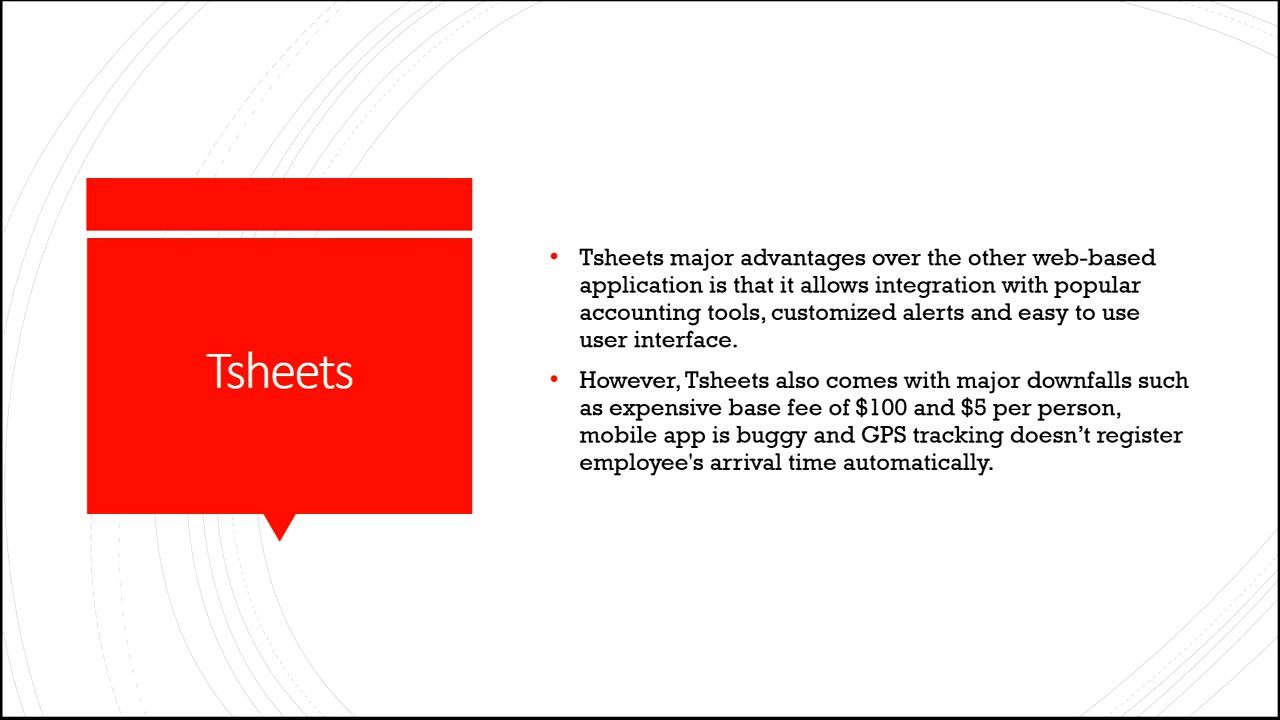 Tsheets
• Tsheets major advantages over the other web-based
application is that it allows integration with popular
accounting tools, customized alerts and easy to use
user interface.
• However, Tsheets also comes with major downfalls such
as expensive base fee of $100 and $5 per person,
mobile app is buggy and GPS tracking doesn’t register
employee's arrival time automatically.